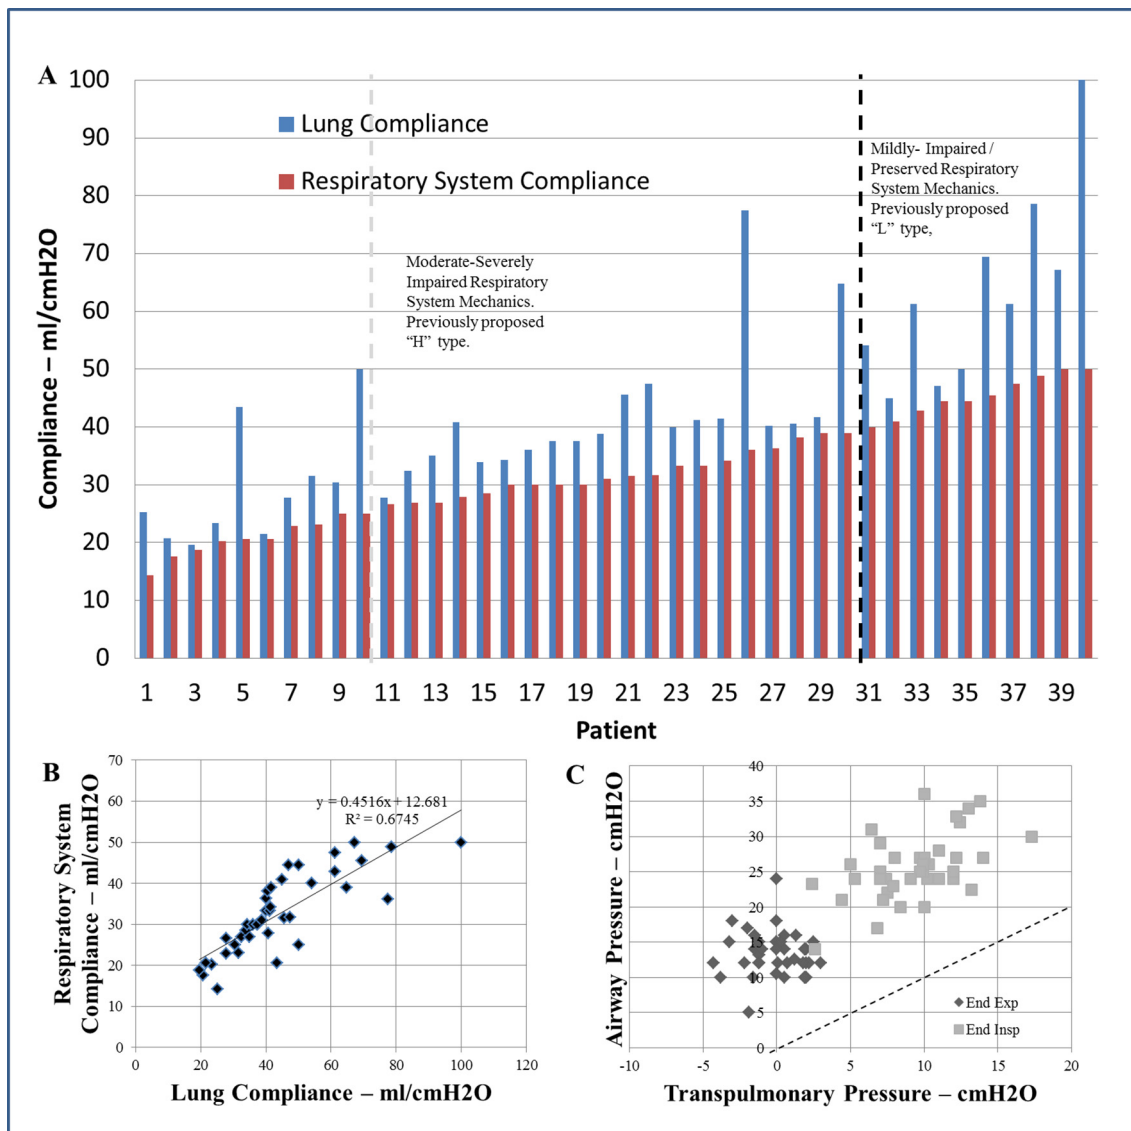 A
100
90
80
70
60
50
40
30
20
10
0
Compliance – ml/cmH2O
Lung Compliance
Respiratory System Compliance
Moderate-Severely
Impaired Respiratory
System Mechanics.
Previously proposed
“H” type.
Mildly- Impaired /
Preserved Respiratory
System Mechanics.
Previously proposed
“L” type,
1 3 5 7 9 11 13 15 17 19 21 23 25 27 29 31 33 35 37 39
Patient
B
Respiratory System
Compliance – ml/cmH2O
70
60
50
40
30
20
10
0
y = 0.4516x + 12.681
R² = 0.6745
0 20 40 60 80 100 120
Lung Compliance – ml/cmH2O
C
Airway Pressure – cmH2O
40
35
30
25
20
15
10
5
0
End Exp
End Insp
-10 -5 0 5 10 15 20
Transpulmonary Pressure – cmH2O